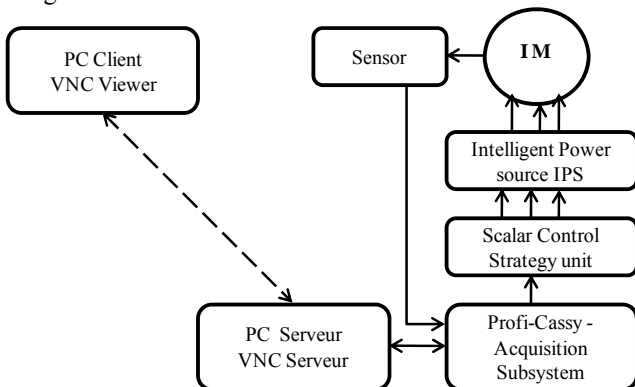 PC Client
VNC Viewer
Sensor
IM
Intelligent Power
source IPS
Scalar Control
Strategy unit
PC Serveur
VNC Serveur
Profi-Cassy -
Acquisition
Subsystem